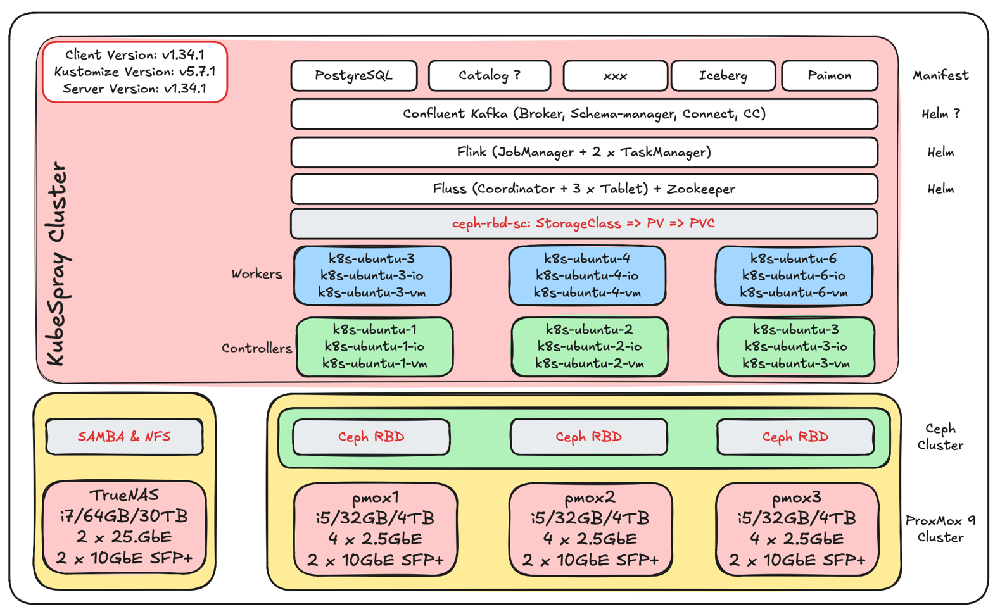 Client Version: v1.34.1
Kustomize Version: v5.7.1
Server Version: v1.34.1
PostgreSQL
Catalog ?
xxx
Iceberg
Paimon
Manifest
Confluent Kafka (Broker, Schema-manager, Connect, CC)
Helm ?
Flink (JobManager + 2 x TaskManager)
Helm
Fluss (Coordinator + 3 x Tablet) + Zookeeper
Helm
ceph-rbd-sc: StorageClass => PV => PVC
KubeSpray Cluster
Workers
k8s-ubuntu-3
k8s-ubuntu-3-io
k8s-ubuntu-3-vm
k8s-ubuntu-4
k8s-ubuntu-4-io
k8s-ubuntu-4-vm
k8s-ubuntu-6
k8s-ubuntu-6-io
k8s-ubuntu-6-vm
Controllers
k8s-ubuntu-1
k8s-ubuntu-1-io
k8s-ubuntu-1-vm
k8s-ubuntu-2
k8s-ubuntu-2-io
k8s-ubuntu-2-vm
k8s-ubuntu-3
k8s-ubuntu-3-io
k8s-ubuntu-3-vm
SAMBA & NFS
Ceph RBD
Ceph RBD
Ceph RBD
Ceph
Cluster
TrueNAS
i7/64GB/30TB
2 x 25.GbE
2 x 10GbE SFP+
pmox1
i5/32GB/4TB
4 x 2.5GbE
2 x 10GbE SFP+
pmox2
i5/32GB/4TB
4 x 2.5GbE
2 x 10GbE SFP+
pmox3
i5/32GB/4TB
4 x 2.5GbE
2 x 10GbE SFP+
ProxMox 9
Cluster